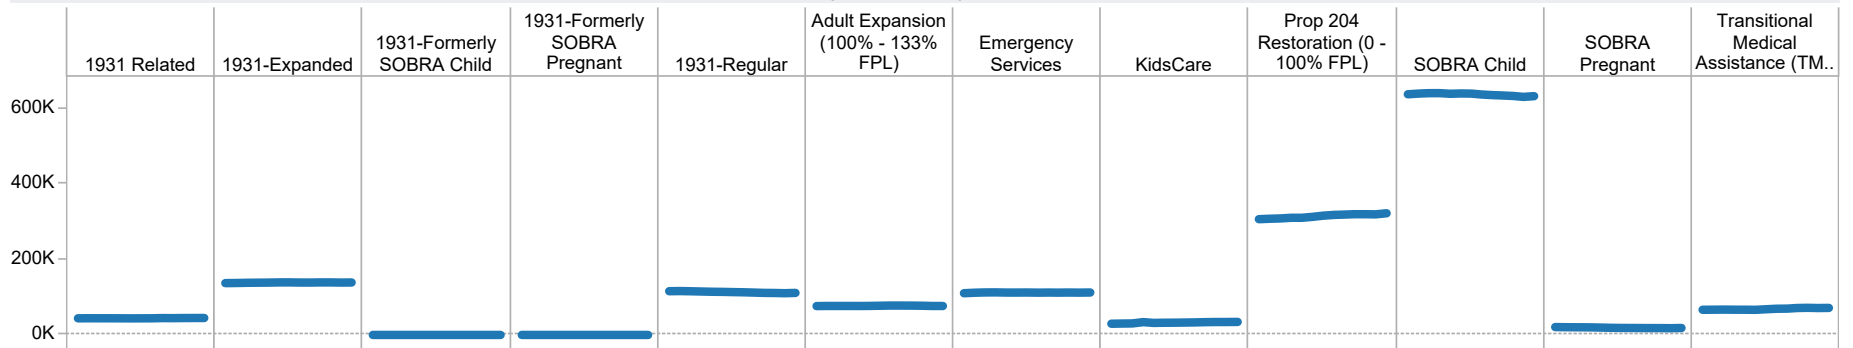 1931 Related
1931-Expanded
1931-Formerly
SOBRA Child
1931-Formerly
SOBRA
Pregnant
1931-Regular
Adult Expansion
(100% - 133%
FPL)
Emergency
Services
KidsCare
Prop 204
Restoration (0 -
100% FPL)
SOBRA Child
SOBRA
Pregnant
Transitional
Medical
Assistance (TM..
600K
400K
200K
0K